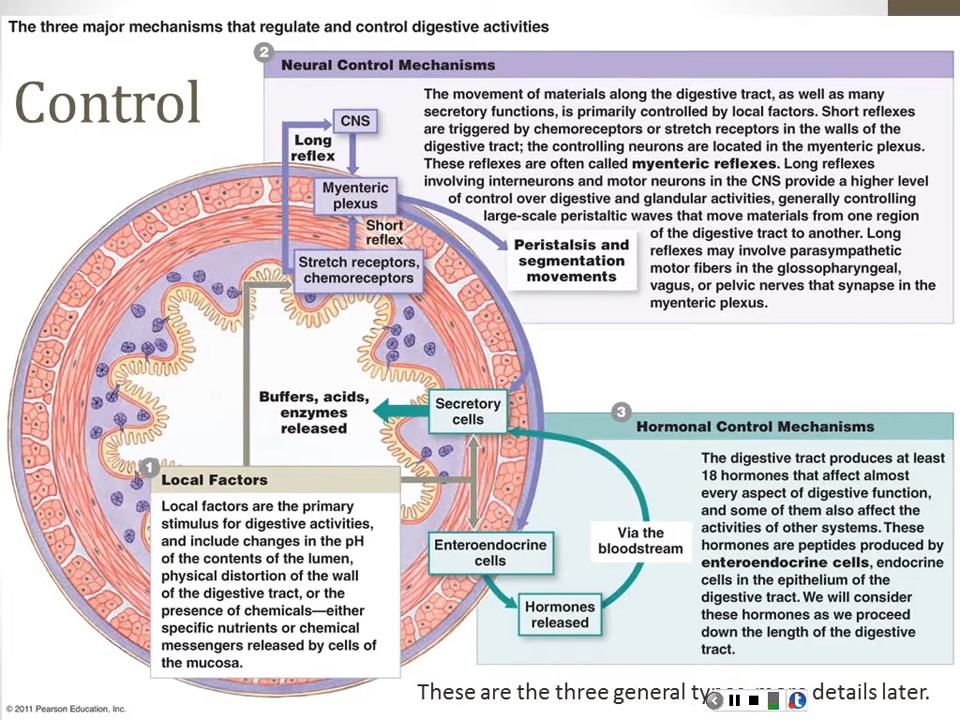 The three major mechanisms that regulate and control digestive activities
Control
2
Neural Control Mechanisms
The movement of materials along the digestive tract, as well as many
secretory functions, is primarily controlled by local factors. Short reflexes
are triggered by chemoreceptors or stretch receptors in the walls of the
digestive tract; the controlling neurons are located in the myenteric plexus.
These reflexes are often called myenteric reflexes. Long reflexes
involving interneurons and motor neurons in the CNS provide a higher level
of control over digestive and glandular activities, generally controlling
large-scale peristaltic waves that move materials from one region
of the digestive tract to another. Long
reflexes may involve parasympathetic
motor fibers in the glossopharyngeal,
vagus, or pelvic nerves that synapse in the
myenteric plexus.
CNS
Long
reflex
Myenteric
plexus
Short
reflex
Stretch receptors,
chemoreceptors
Peristalsis and
segmentation
movements
Buffers, acids,
enzymes
released
Secretory
cells
1
Local Factors
Local factors are the primary
stimulus for digestive activities,
and include changes in the pH
of the contents of the lumen,
physical distortion of the wall
of the digestive tract, or the
presence of chemicals—either
specific nutrients or chemical
messengers released by cells of
the mucosa.
Enteroendocrine
cells
Hormones
released
Via the
bloodstream
3
Hormonal Control Mechanisms
The digestive tract produces at least
18 hormones that affect almost
every aspect of digestive function,
and some of them also affect the
activities of other systems. These
hormones are peptides produced by
enteroendocrine cells, endocrine
cells in the epithelium of the
digestive tract. We will consider
these hormones as we proceed
down the length of the digestive
tract.
These are the three general details later.
© 2011 Pearson Education, Inc.